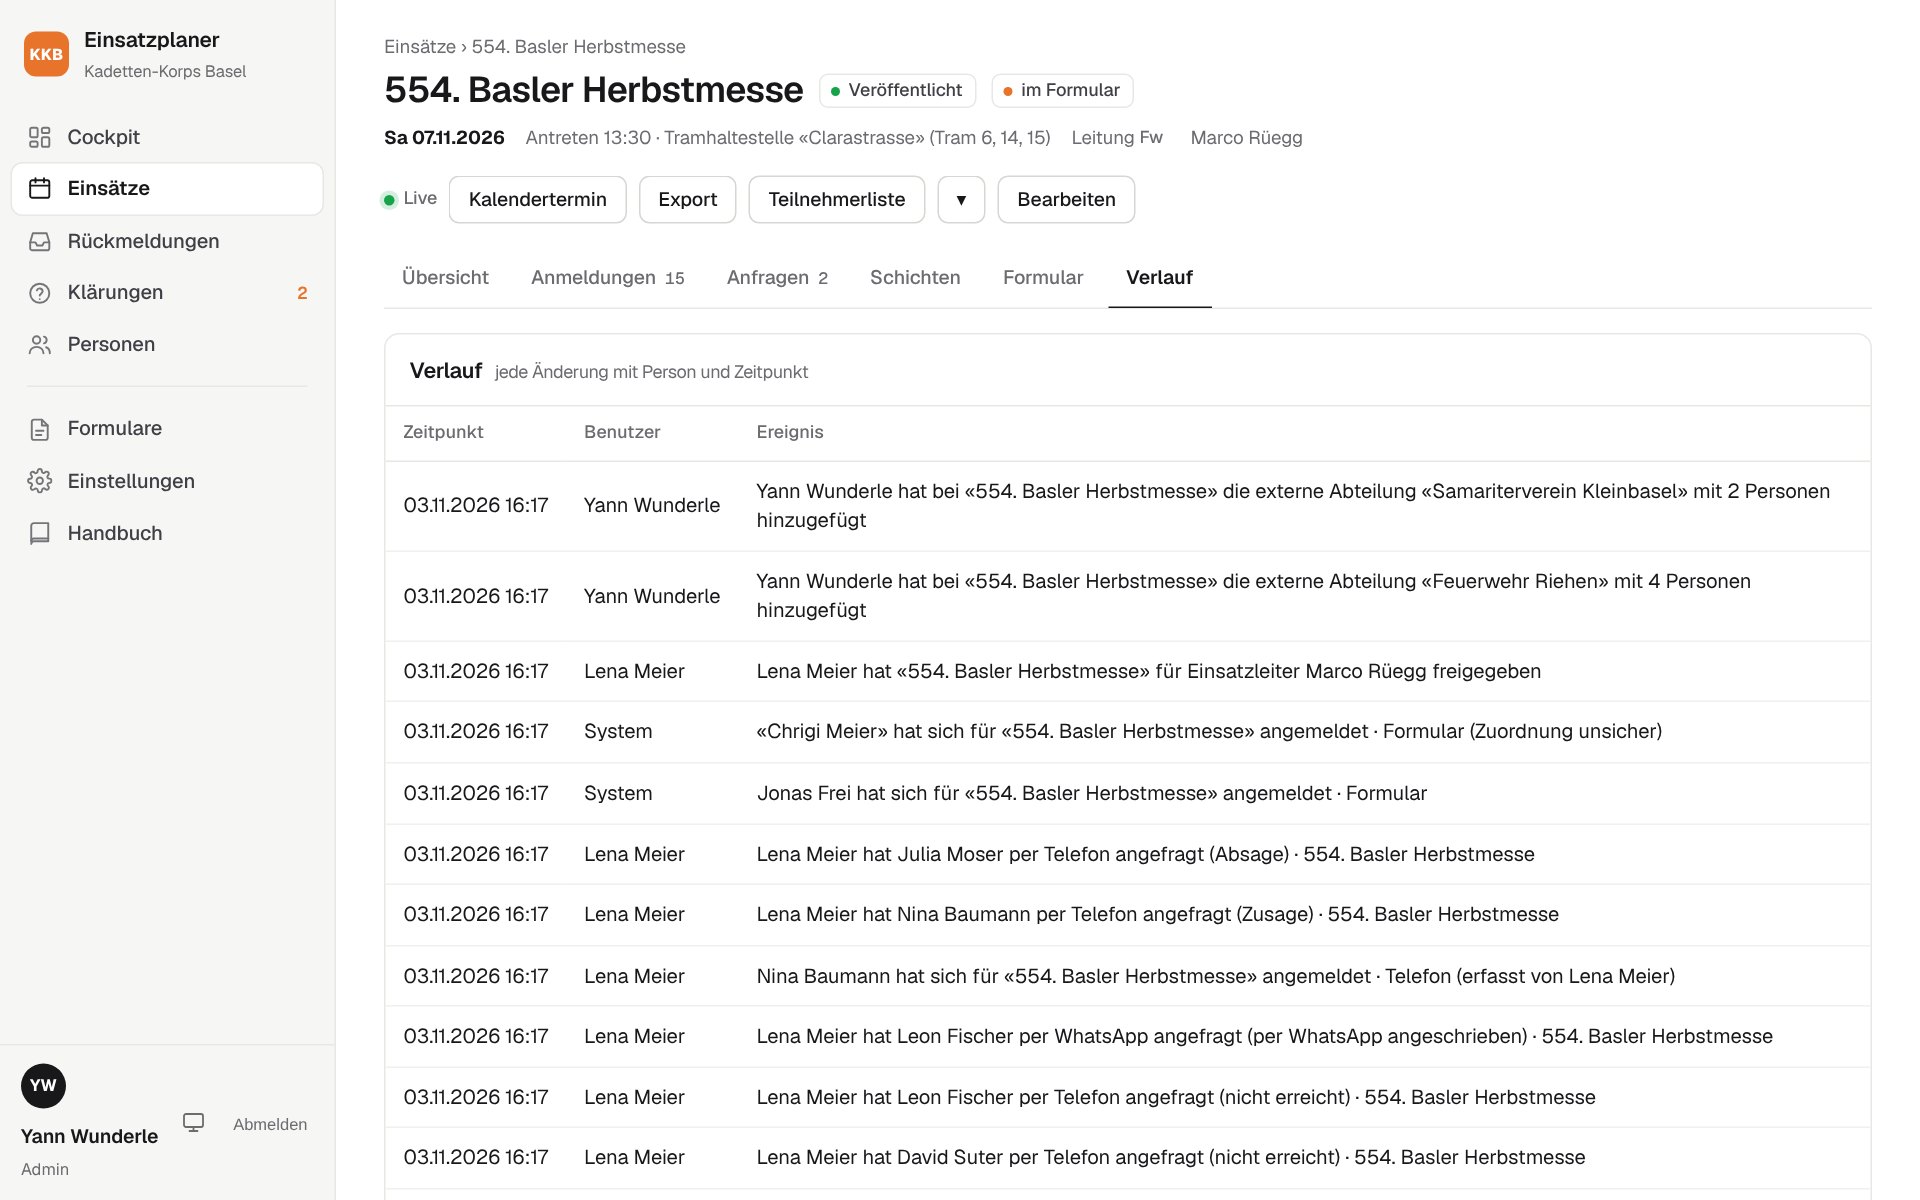 KKB
Einsatzplaner
Kadetten-Korps Basel
Cockpit
Einsätze
Rückmeldungen
Klärungen 2
Personen
Formulare
Einstellungen
Handbuch
YW
Yann Wunderle
Admin
Abmelden
Einsätze › 554. Basler Herbstmesse
554. Basler Herbstmesse Veröffentlicht im Formular
Sa 07.11.2026 Antreten 13:30 · Tramhaltestelle «Clarastrasse» (Tram 6, 14, 15) Leitung Fw Marco Rüegg
Live Kalendertermin Export Teilnehmerliste ▼ Bearbeiten
Übersicht Anmeldungen 15 Anfragen 2 Schichten Formular Verlauf
Verlauf jede Änderung mit Person und Zeitpunkt
Zeitpunkt Benutzer Ereignis
03.11.2026 16:17 Yann Wunderle Yann Wunderle hat bei «554. Basler Herbstmesse» die externe Abteilung «Samariterverein Kleinbasel» mit 2 Personen
hinzugefügt
03.11.2026 16:17 Yann Wunderle Yann Wunderle hat bei «554. Basler Herbstmesse» die externe Abteilung «Feuerwehr Riehen» mit 4 Personen
hinzugefügt
03.11.2026 16:17 Lena Meier Lena Meier hat «554. Basler Herbstmesse» für Einsatzleiter Marco Rüegg freigegeben
03.11.2026 16:17 System «Chrigi Meier» hat sich für «554. Basler Herbstmesse» angemeldet · Formular (Zuordnung unsicher)
03.11.2026 16:17 System Jonas Frei hat sich für «554. Basler Herbstmesse» angemeldet · Formular
03.11.2026 16:17 Lena Meier Lena Meier hat Julia Moser per Telefon angefragt (Absage) · 554. Basler Herbstmesse
03.11.2026 16:17 Lena Meier Lena Meier hat Nina Baumann per Telefon angefragt (Zusage) · 554. Basler Herbstmesse
03.11.2026 16:17 Lena Meier Nina Baumann hat sich für «554. Basler Herbstmesse» angemeldet · Telefon (erfasst von Lena Meier)
03.11.2026 16:17 Lena Meier Lena Meier hat Leon Fischer per WhatsApp angefragt (per WhatsApp angeschrieben) · 554. Basler Herbstmesse
03.11.2026 16:17 Lena Meier Lena Meier hat Leon Fischer per Telefon angefragt (nicht erreicht) · 554. Basler Herbstmesse
03.11.2026 16:17 Lena Meier Lena Meier hat David Suter per Telefon angefragt (nicht erreicht) · 554. Basler Herbstmesse